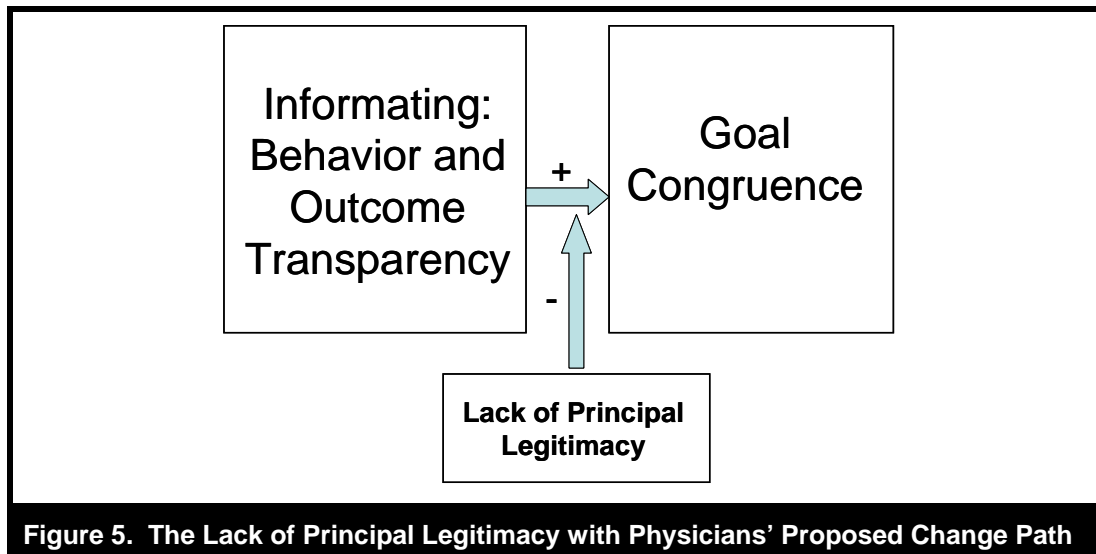 Informating:
Behavior and
Outcome
Transparency
+
Goal
Congruence
-
Lack of Principal
Legitimacy
Figure 5. The Lack of Principal Legitimacy with Physicians’ Proposed Change Path